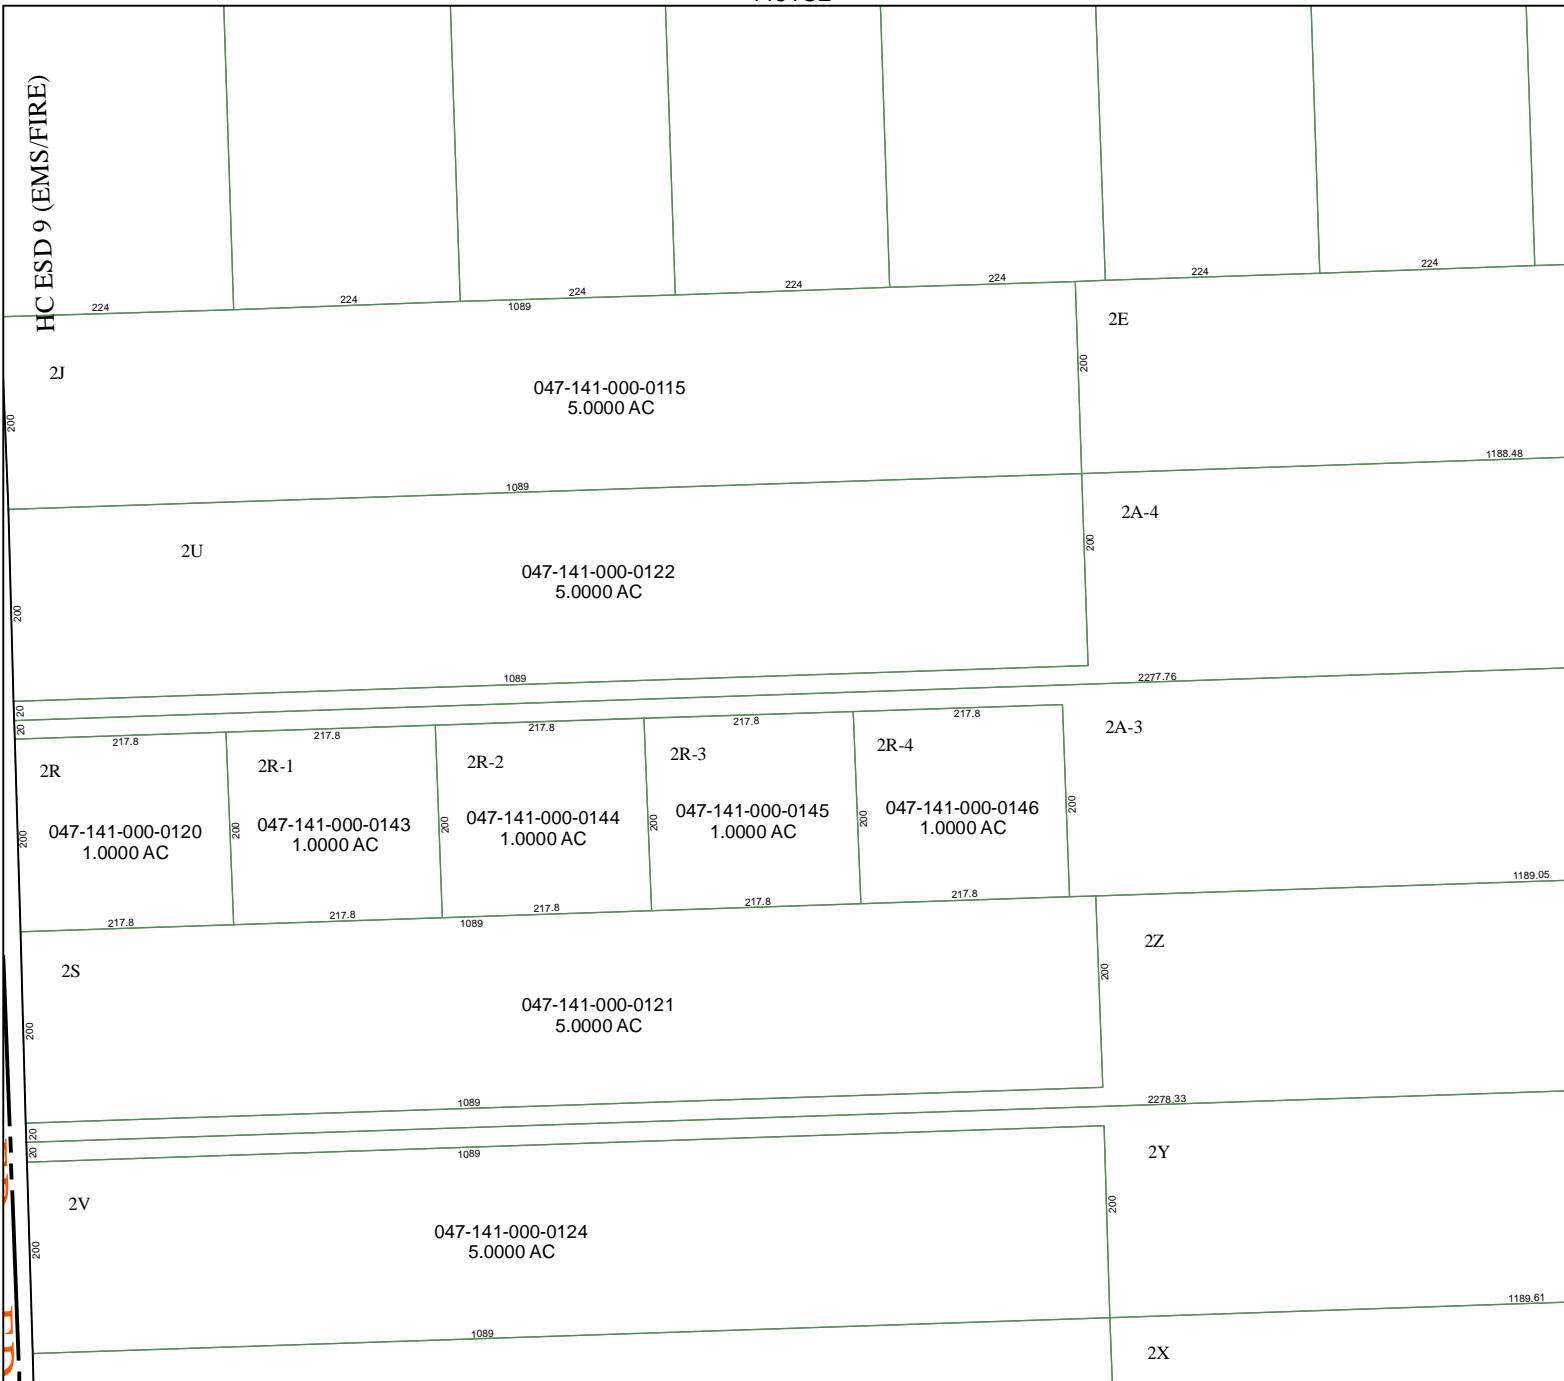 HC ESD 9 (EMS/FIRE)
224
224
224
224
224
224
224
1089
2J
2E
200
200
047-141-000-0115
5.0000 AC
1089
1188.48
2U
2A-4
200
200
047-141-000-0122
5.0000 AC
1089
2277.76
20
20
217.8
217.8
217.8
217.8
217.8
2R
2R-1
2R-2
2R-3
2R-4
2A-3
200
047-141-000-0120
1.0000 AC
200
047-141-000-0143
1.0000 AC
200
047-141-000-0144
1.0000 AC
200
047-141-000-0145
1.0000 AC
200
047-141-000-0146
1.0000 AC
200
217.8
217.8
217.8
217.8
217.8
1089
1189.05
2S
2Z
200
200
047-141-000-0121
5.0000 AC
1089
2278.33
20
20
1089
2V
2Y
200
200
047-141-000-0124
5.0000 AC
1089
1189.61
2X